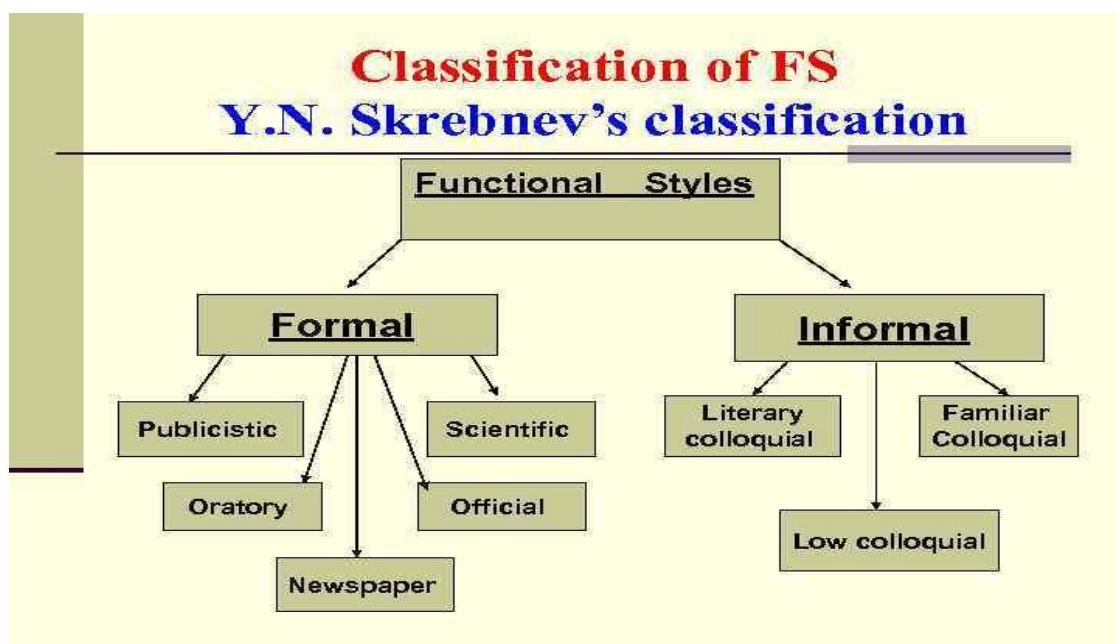 Classification of FS
Y.N. Skrebnev's classification
Functional Styles
Formal
Informal
Publicistic
Scientific
Literary
colloquial
Familiar
Colloquial
Oratory
Official
Low colloquial
Newspaper